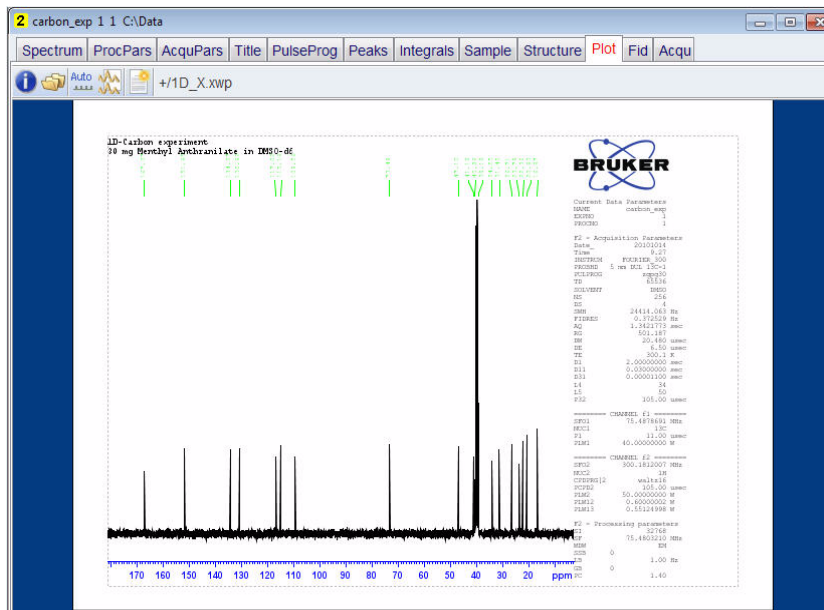 2 carbon_exp 1 1 C:\Data
Spectrum ProcPars AcquPars Title PulseProg Peaks Integrals Sample Structure Plot Fid Acqu
Auto +/1D_X.xwp
1D-Carbon experiment
30 mg Menthyl Anthranilate in DMSO-d6
BRUKER
Current Data Parameters
NAME carbon_exp
EXPNO 1
PROCNO 1
F2 - Acquisition Parameters
Date_ 20101014
Time 0.27
INSTRUM FOURIER_300
PROBHD 5 mm DUL 13C-1
PULPROG zgpg30
TD 65536
SOLVENT DMSO
NS 256
DS 4
SWH 24414.063 Hz
FIDRES 0.372529 Hz
AQ 1.3421773 sec
RG 501.187
DW 20.480 usec
DE 6.50 usec
TE 300.1 K
D1 2.00000000 sec
D11 0.03000000 sec
D31 0.00001100 sec
L4 34
L5 50
P32 105.00 usec
======== CHANNEL f1 ========
SFO1 75.4878691 MHz
NUC1 13C
P1 11.00 usec
PLW1 40.00000000 W
======== CHANNEL f2 ========
SFO2 300.1812007 MHz
NUC2 1H
CPDPRG[2 waltz16
PCPD2 105.00 usec
PLW2 50.00000000 W
PLW12 0.60000002 W
PLW13 0.55124998 W
F2 - Processing parameters
SI 32768
SF 75.4803210 MHz
WDW EM
SSB 0
LB 1.00 Hz
GB 0
PC 1.40
170 160 150 140 130 120 110 100 90 80 70 60 50 40 30 20 ppm